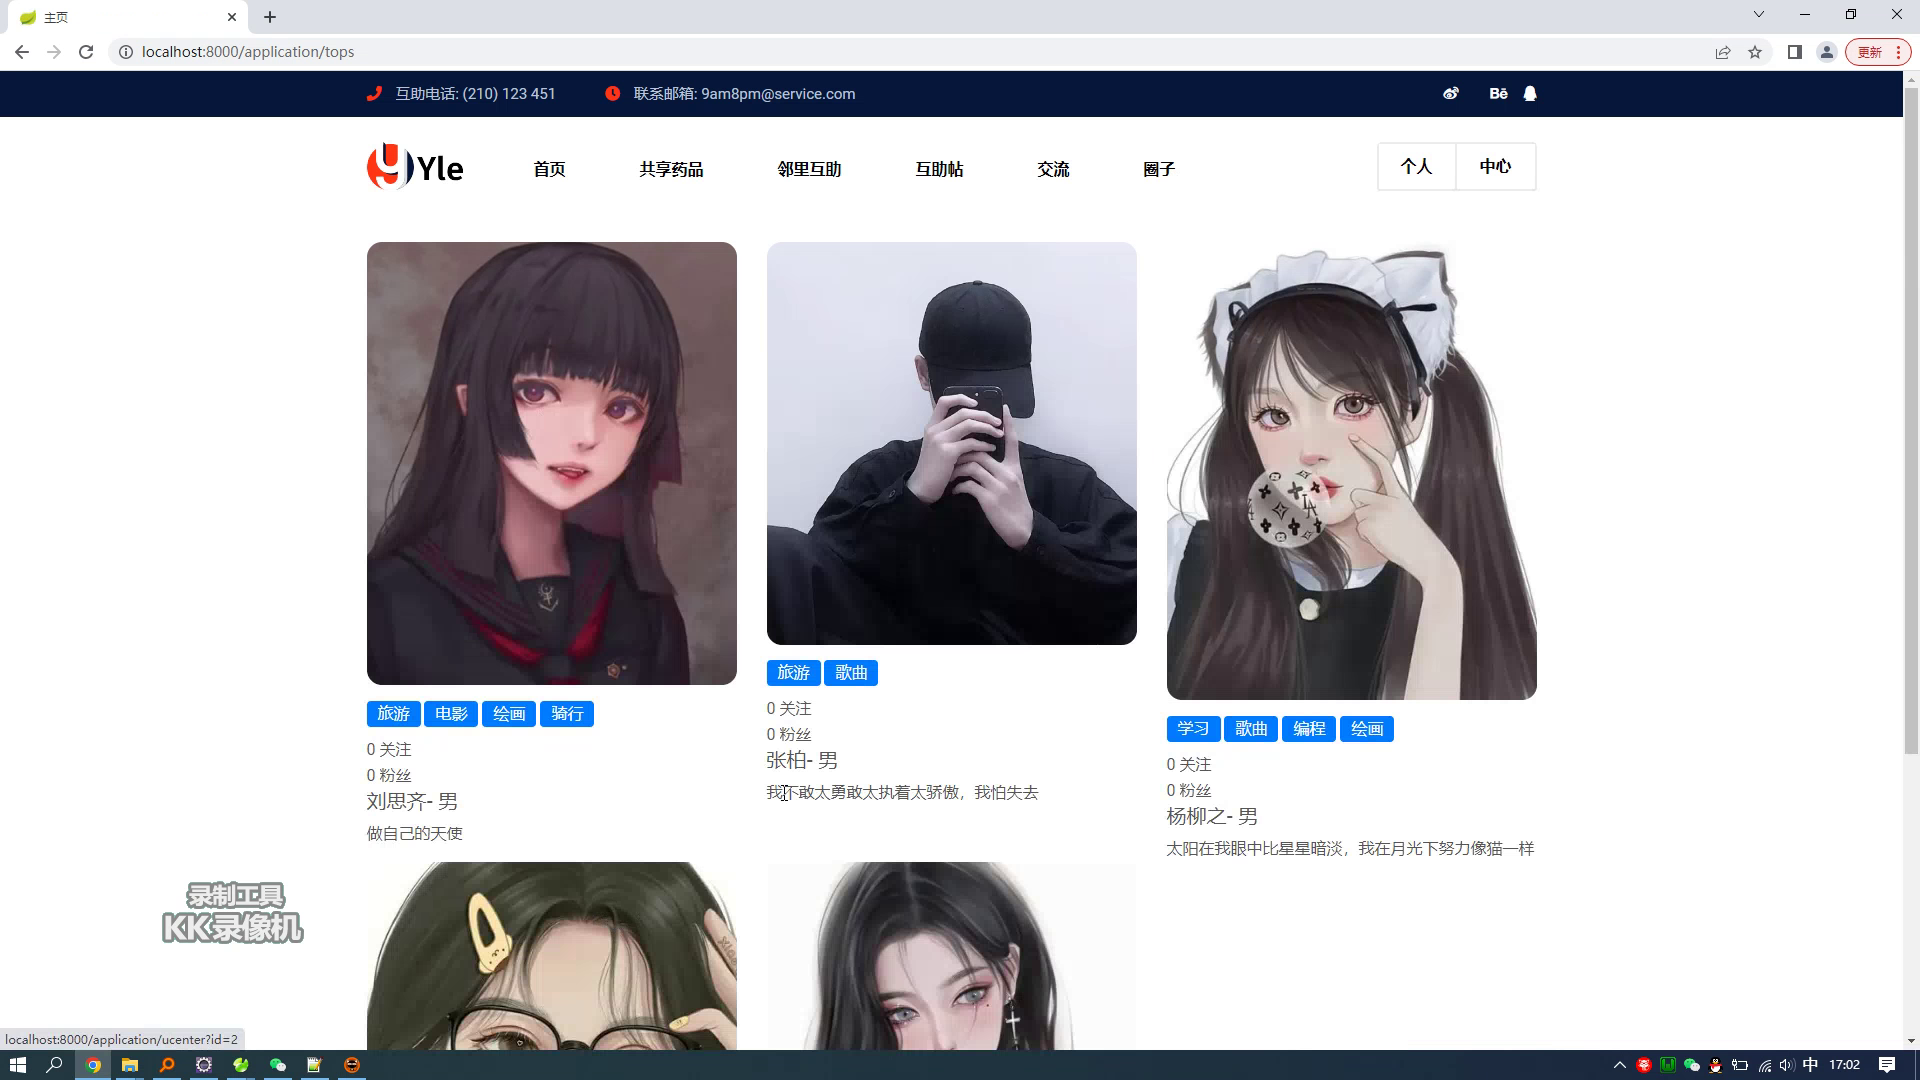 主页
localhost:8000/application/tops
更新
互助电话: (210) 123 451
联系邮箱: 9am8pm@service.com
Bē
Yle
首页
共享药品
邻里互助
互助帖
交流
圈子
个人
中心
旅游 电影 绘画 骑行
0 关注
0 粉丝
刘思齐- 男
做自己的天使
旅游 歌曲
0 关注
0 粉丝
张柏- 男
我不敢太勇敢太执着太骄傲，我怕失去
学习 歌曲 编程 绘画
0 关注
0 粉丝
杨柳之- 男
太阳在我眼中比星星暗淡，我在月光下努力像猫一样
录制工具
KK录像机
localhost:8000/application/ucenter?id=2
中
17:02